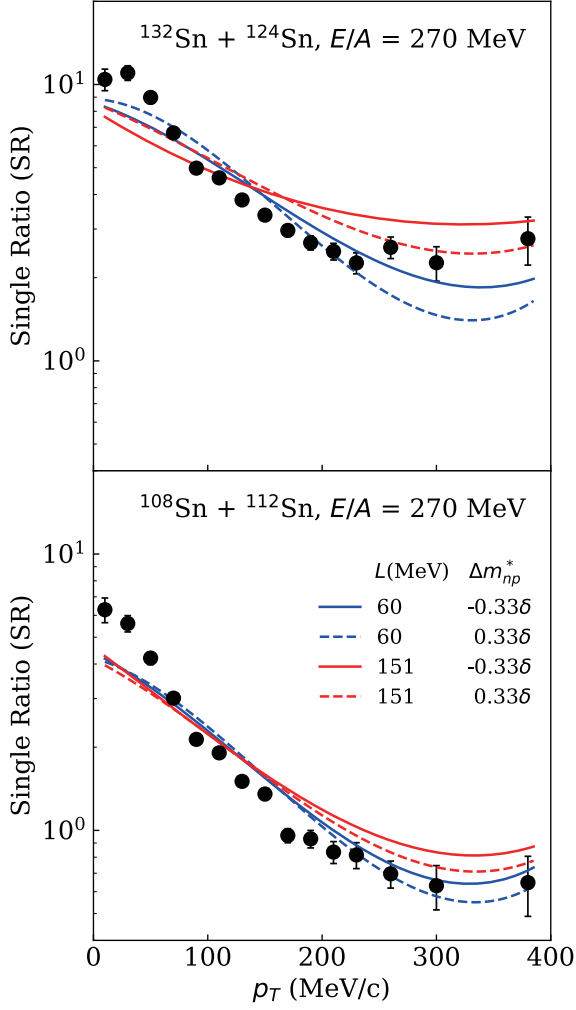 ¹³²Sn + ¹²⁴Sn, E/A = 270 MeV
Single Ratio (SR)
10¹
10⁰
¹⁰⁸Sn + ¹¹²Sn, E/A = 270 MeV
Single Ratio (SR)
10¹
L(MeV) Δm*ₙₚ
60 -0.33δ
60 0.33δ
151 -0.33δ
151 0.33δ
10⁰
0 100 200 300 400
p_T (MeV/c)